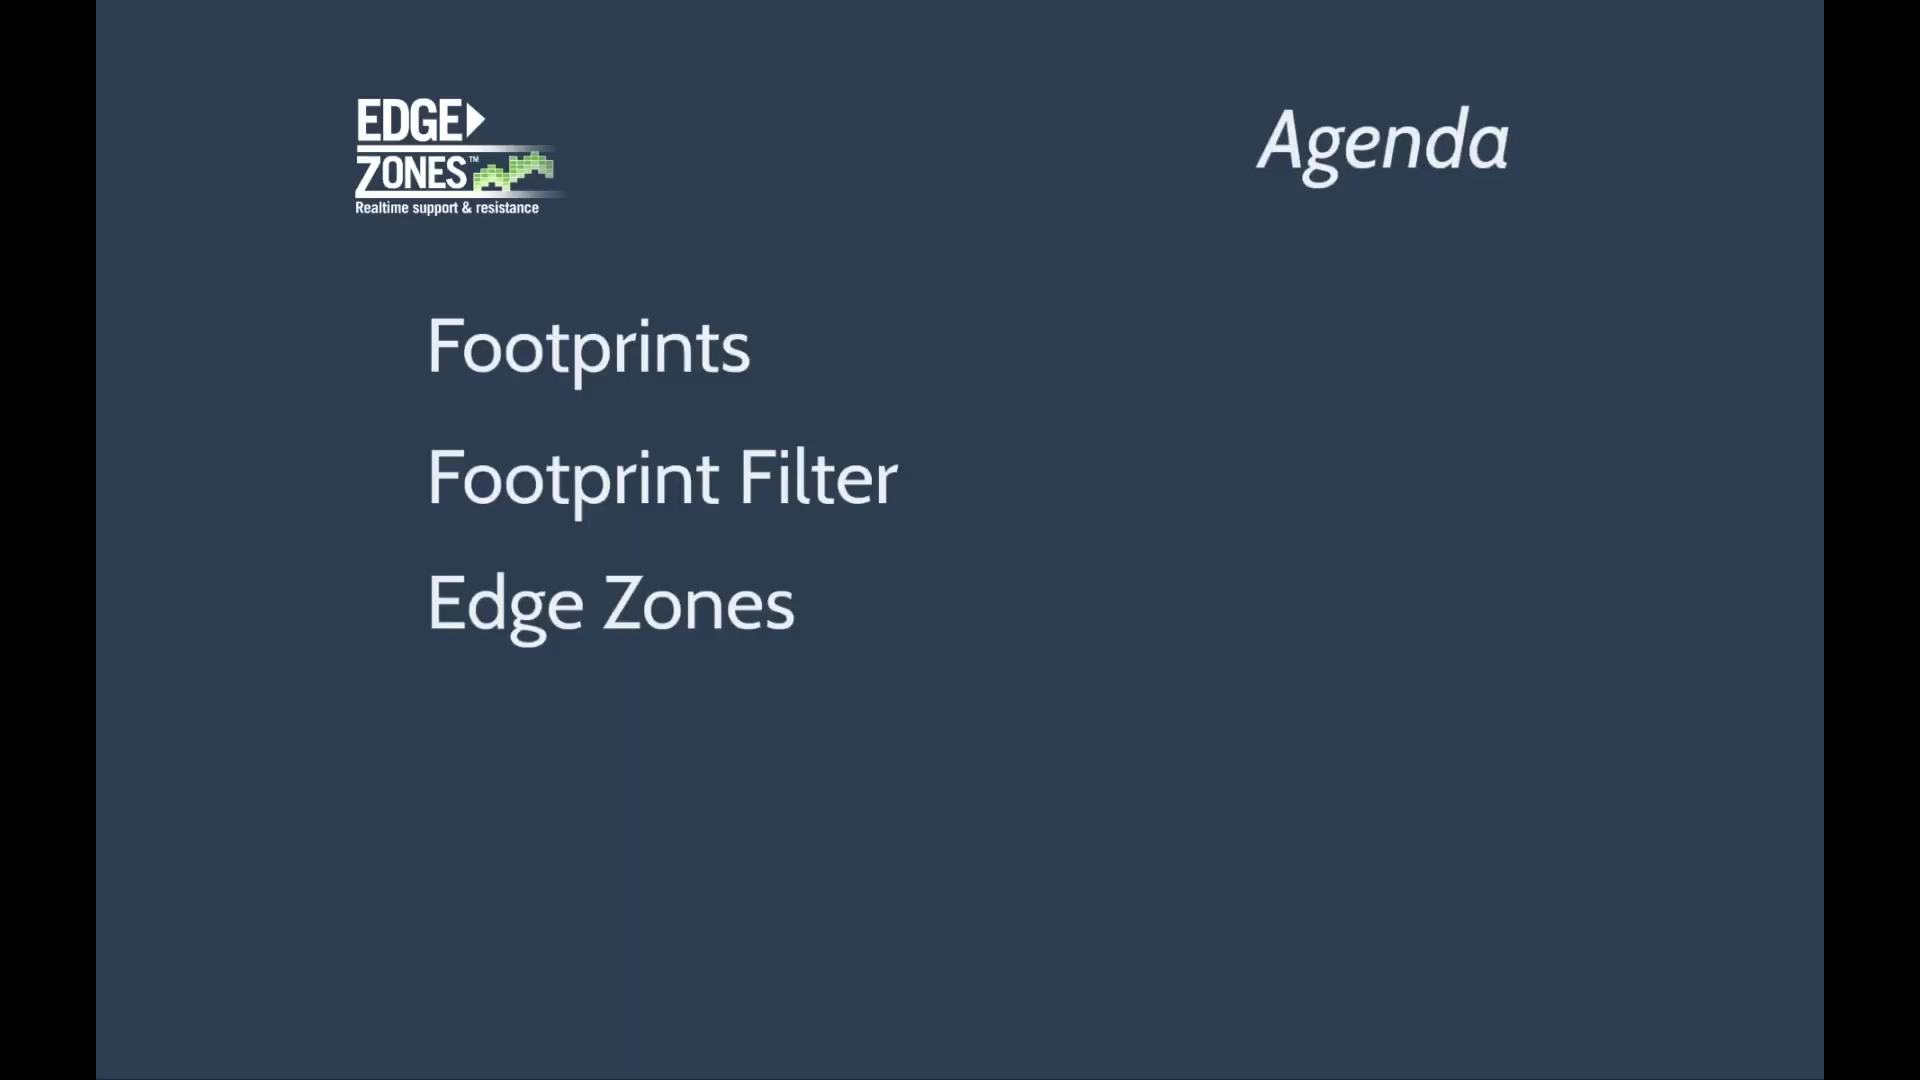 EDGE
ZONES™
Realtime support & resistance
Agenda
Footprints
Footprint Filter
Edge Zones